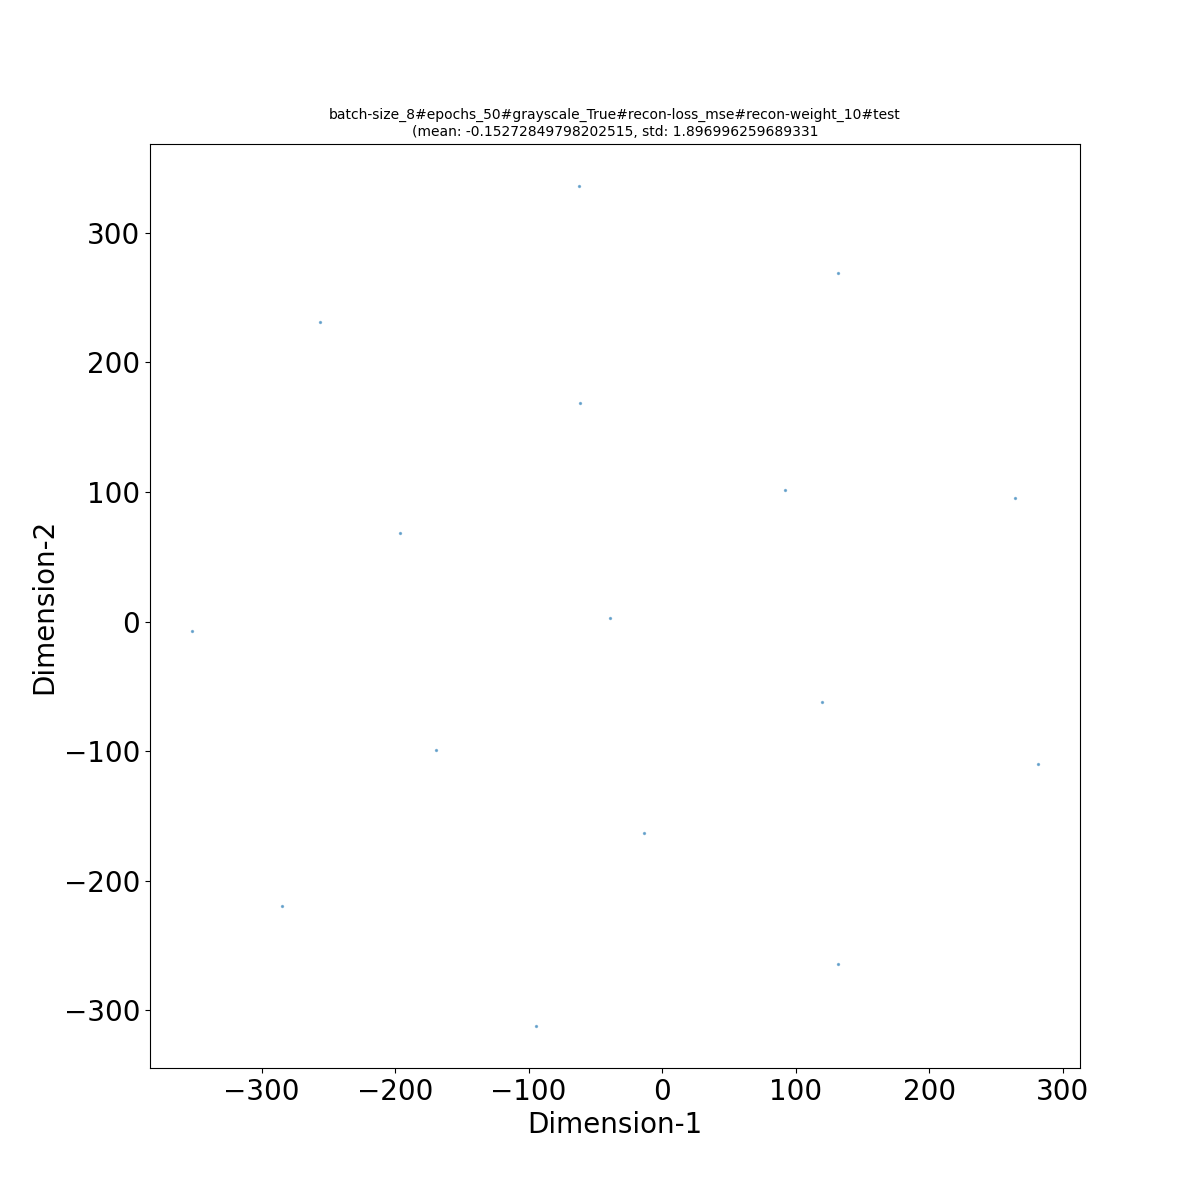 batch-size_8#epochs_50#grayscale_True#recon-loss_mse#recon-weight_10#test
(mean: -0.15272849798202515, std: 1.896996259689331
300
200
100
0
−100
−200
−300
Dimension-2
−300 −200 −100 0 100 200 300
Dimension-1